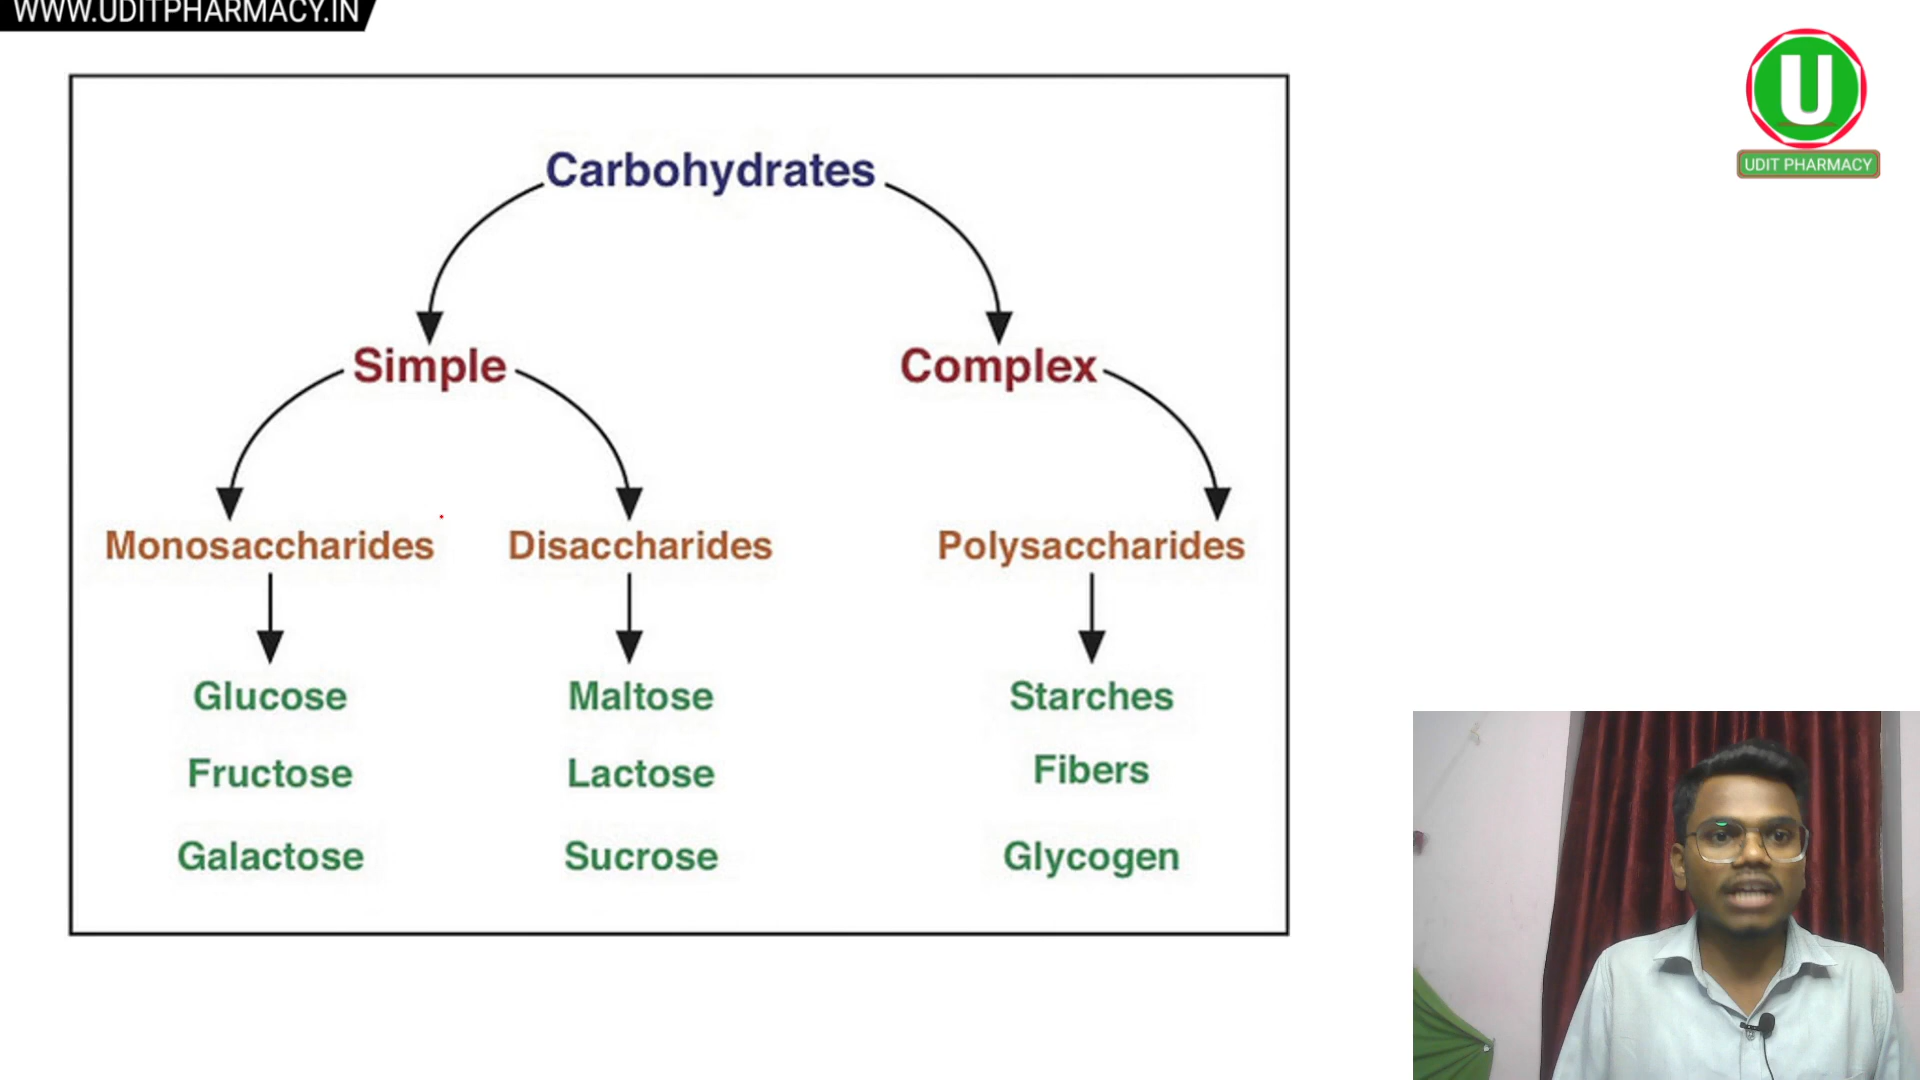 WWW.UDITPHARMACY.IN
U
UDIT PHARMACY
Carbohydrates
Simple
Complex
Monosaccharides
Disaccharides
Polysaccharides
Glucose
Maltose
Starches
Fructose
Lactose
Fibers
Galactose
Sucrose
Glycogen